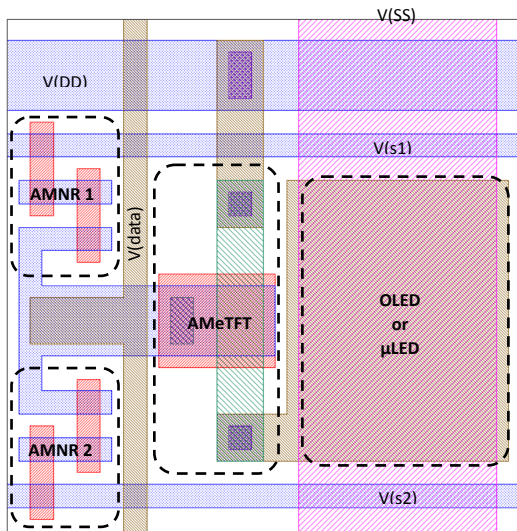 V(SS)
V(DD)
V(s1)
AMNR 1
V(data)
AMeTFT
OLED
or
µLED
AMNR 2
V(s2)